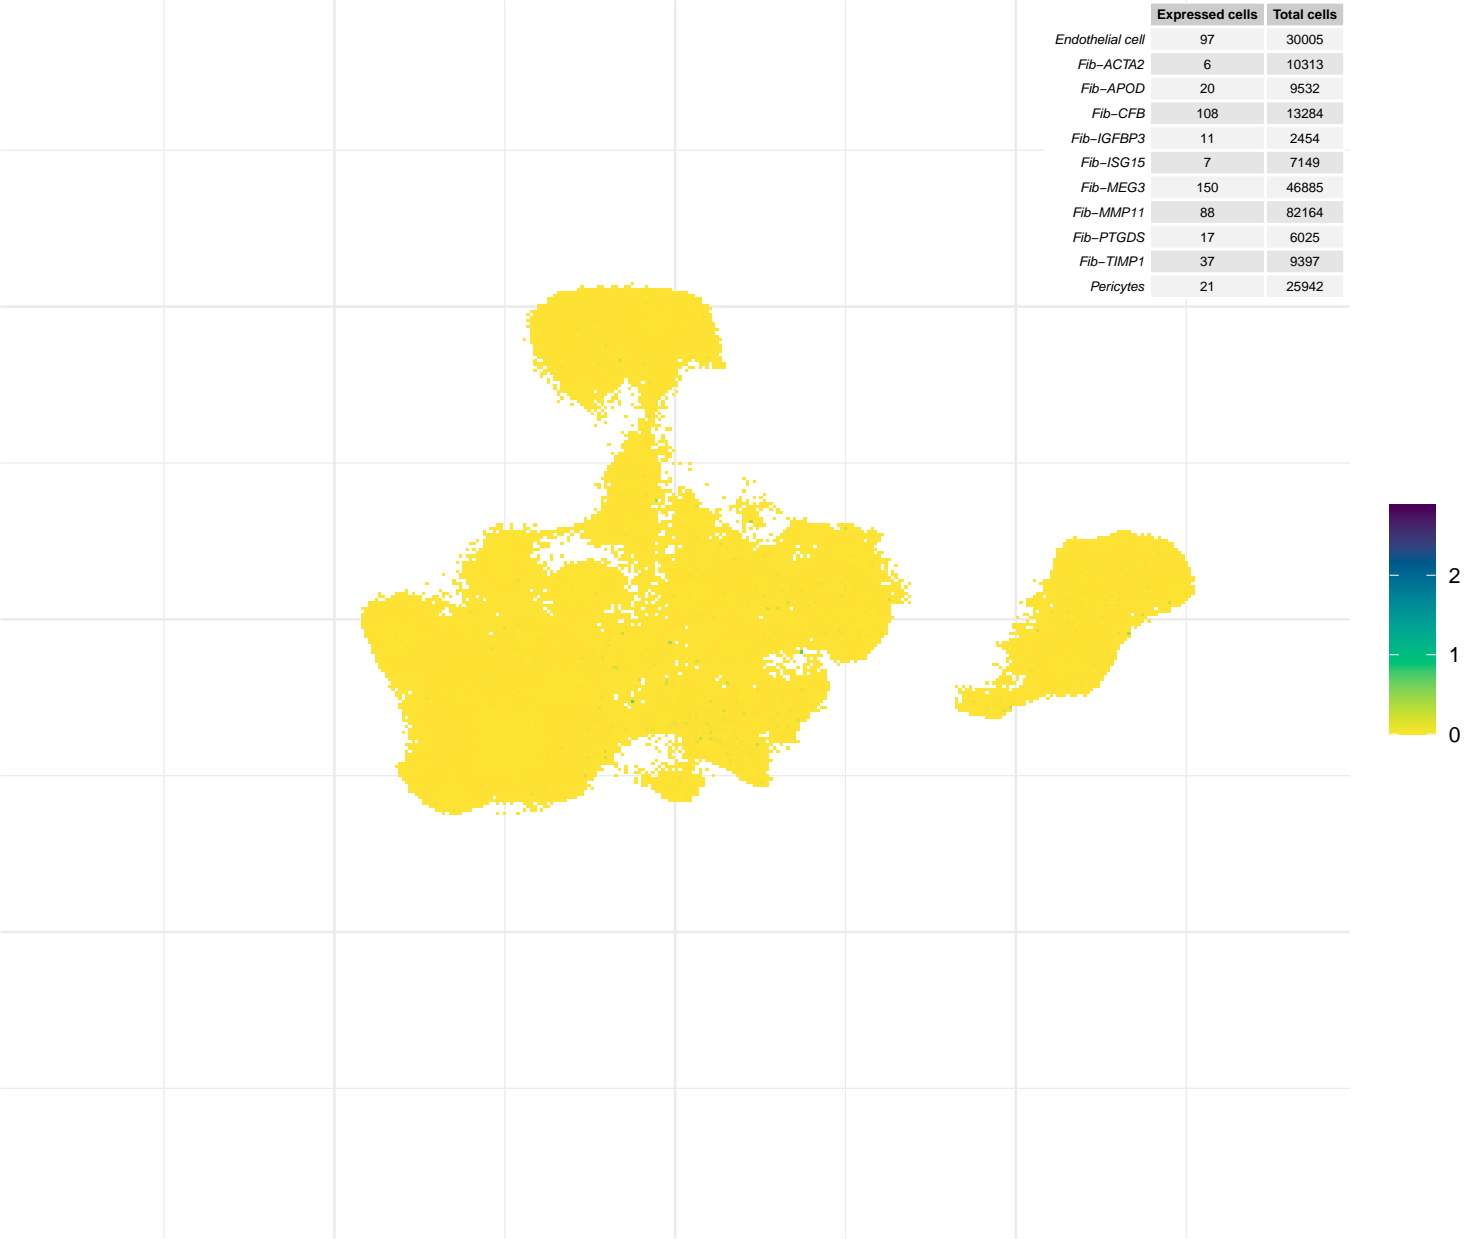 Expressed cells Total cells
Endothelial cell 97 30005
Fib−ACTA2 6 10313
Fib−APOD 20 9532
Fib−CFB 108 13284
Fib−IGFBP3 11 2454
Fib−ISG15 7 7149
Fib−MEG3 150 46885
Fib−MMP11 88 82164
Fib−PTGDS 17 6025
Fib−TIMP1 37 9397
Pericytes 21 25942
2
1
0